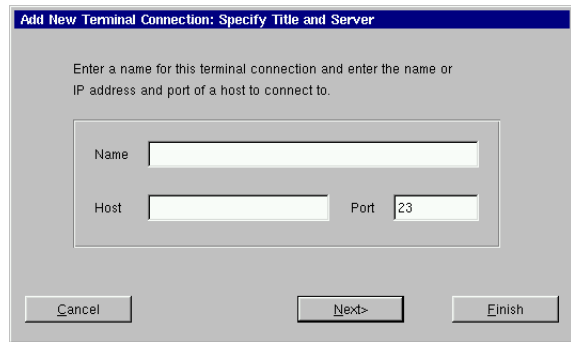 Add New Terminal Connection: Specify Title and Server
Enter a name for this terminal connection and enter the name or
IP address and port of a host to connect to.
Name
Host
Port 23
Cancel
Next>
Finish